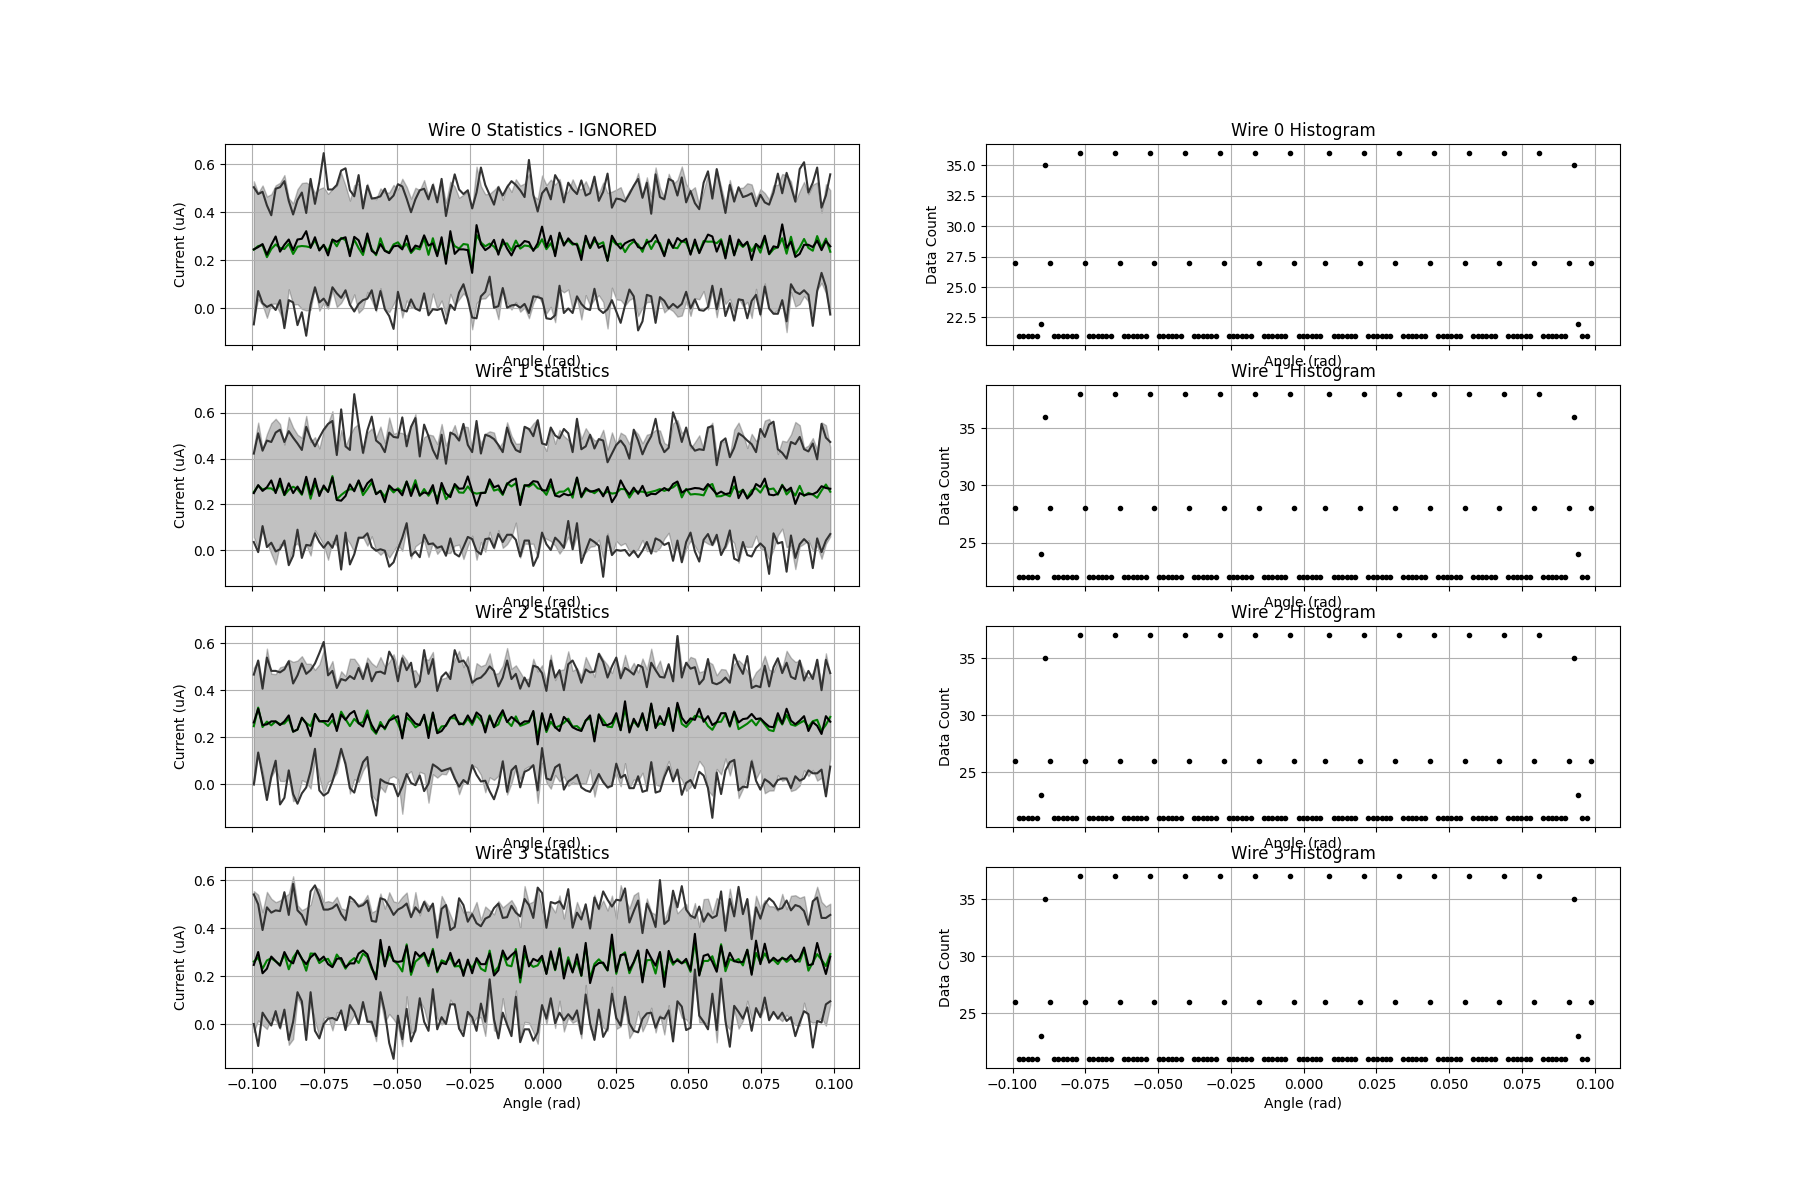 Wire 0 Statistics - IGNORED
Current (uA)
0.6
0.4
0.2
0.0
Angle (rad)
Wire 0 Histogram
Data Count
35.0
32.5
30.0
27.5
25.0
22.5
Angle (rad)
Wire 1 Statistics
Current (uA)
0.6
0.4
0.2
0.0
Angle (rad)
Wire 1 Histogram
Data Count
35
30
25
Angle (rad)
Wire 2 Statistics
Current (uA)
0.6
0.4
0.2
0.0
Angle (rad)
Wire 2 Histogram
Data Count
35
30
25
Angle (rad)
Wire 3 Statistics
Current (uA)
0.6
0.4
0.2
0.0
−0.100 −0.075 −0.050 −0.025 0.000 0.025 0.050 0.075 0.100
Angle (rad)
Wire 3 Histogram
Data Count
35
30
25
−0.100 −0.075 −0.050 −0.025 0.000 0.025 0.050 0.075 0.100
Angle (rad)